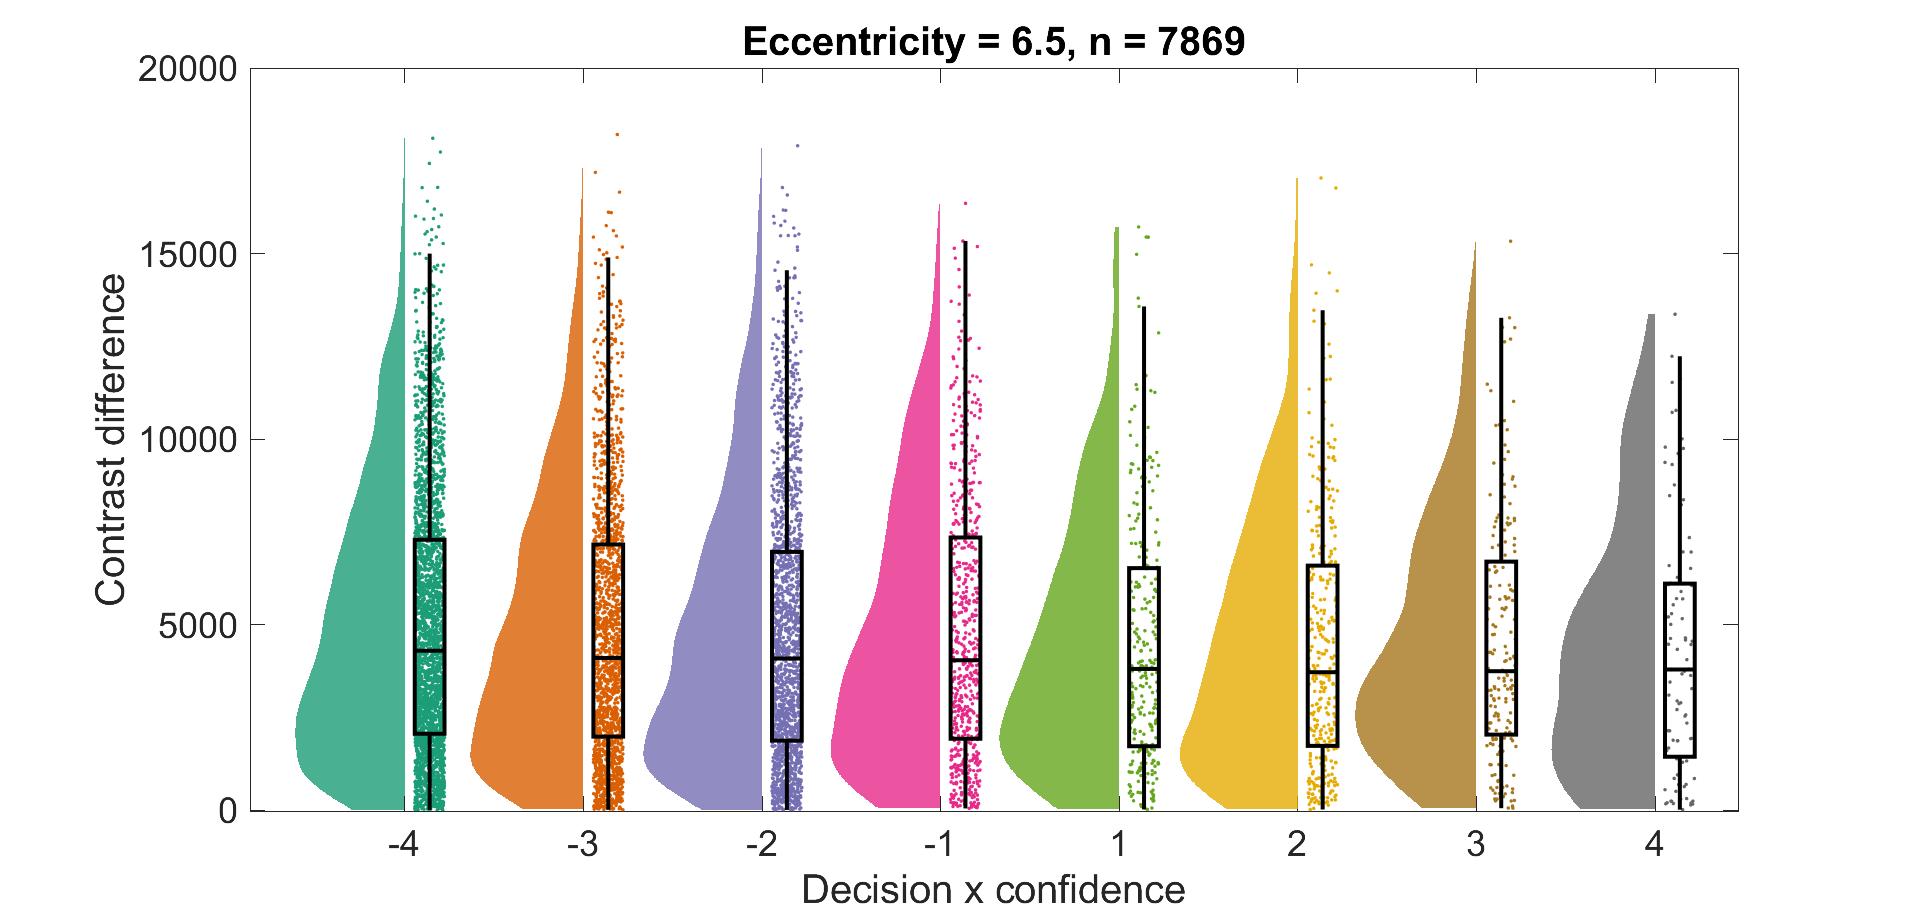 Eccentricity = 6.5, n = 7869
20000
15000
10000
5000
0
Contrast difference
-4 -3 -2 -1 1 2 3 4
Decision x confidence